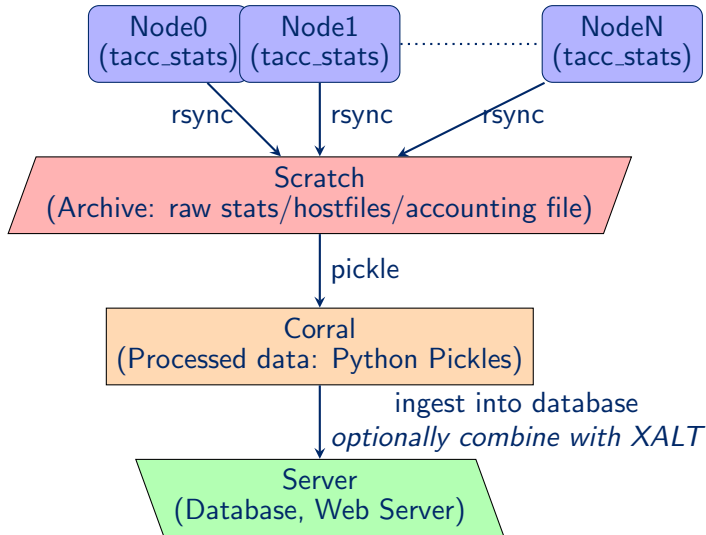 Node0
(tacc_stats)
Node1
(tacc_stats)
NodeN
(tacc_stats)
rsync
rsync
rsync
Scratch
(Archive: raw stats/hostfiles/accounting file)
pickle
Corral
(Processed data: Python Pickles)
ingest into database
optionally combine with XALT
Server
(Database, Web Server)